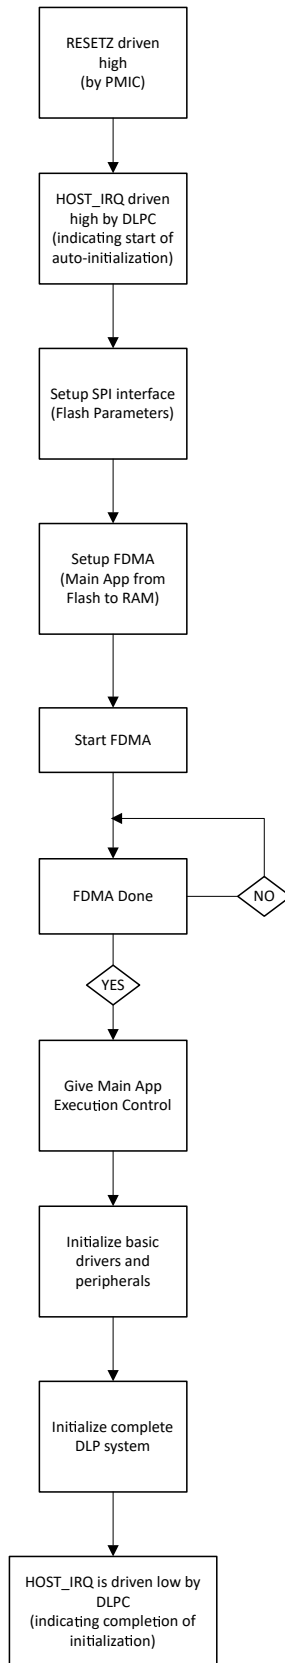 RESETZ driven
high
(by PMIC)
HOST_IRQ driven
high by DLPC
(indicating start of
auto-initialization)
Setup SPI interface
(Flash Parameters)
Setup FDMA
(Main App from
Flash to RAM)
Start FDMA
FDMA Done
NO
YES
Give Main App
Execution Control
Initialize basic
drivers and
peripherals
Initialize complete
DLP system
HOST_IRQ is driven low by
DLPC
(indicating completion of
initialization)